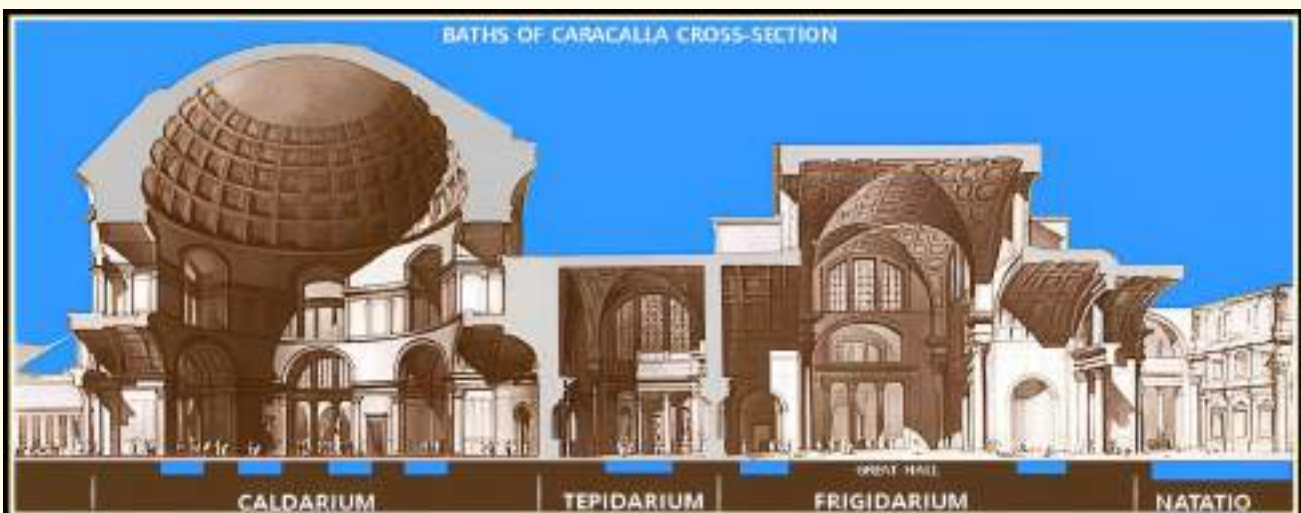 BATHS OF CARACALLA CROSS-SECTION
GREAT HALL
CALDARIUM
TEPIDARIUM
FRIGIDARIUM
NATATIO